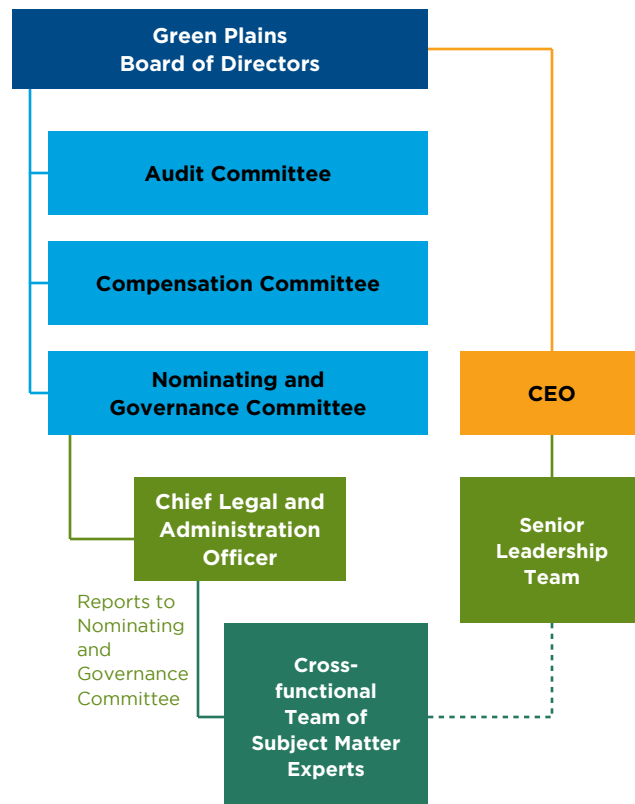 Green Plains
Board of Directors
Audit Committee
Compensation Committee
Nominating and
Governance Committee
CEO
Chief Legal and
Administration
Officer
Senior
Leadership
Team
Reports to
Nominating
and
Governance
Committee
Cross-
functional
Team of
Subject Matter
Experts